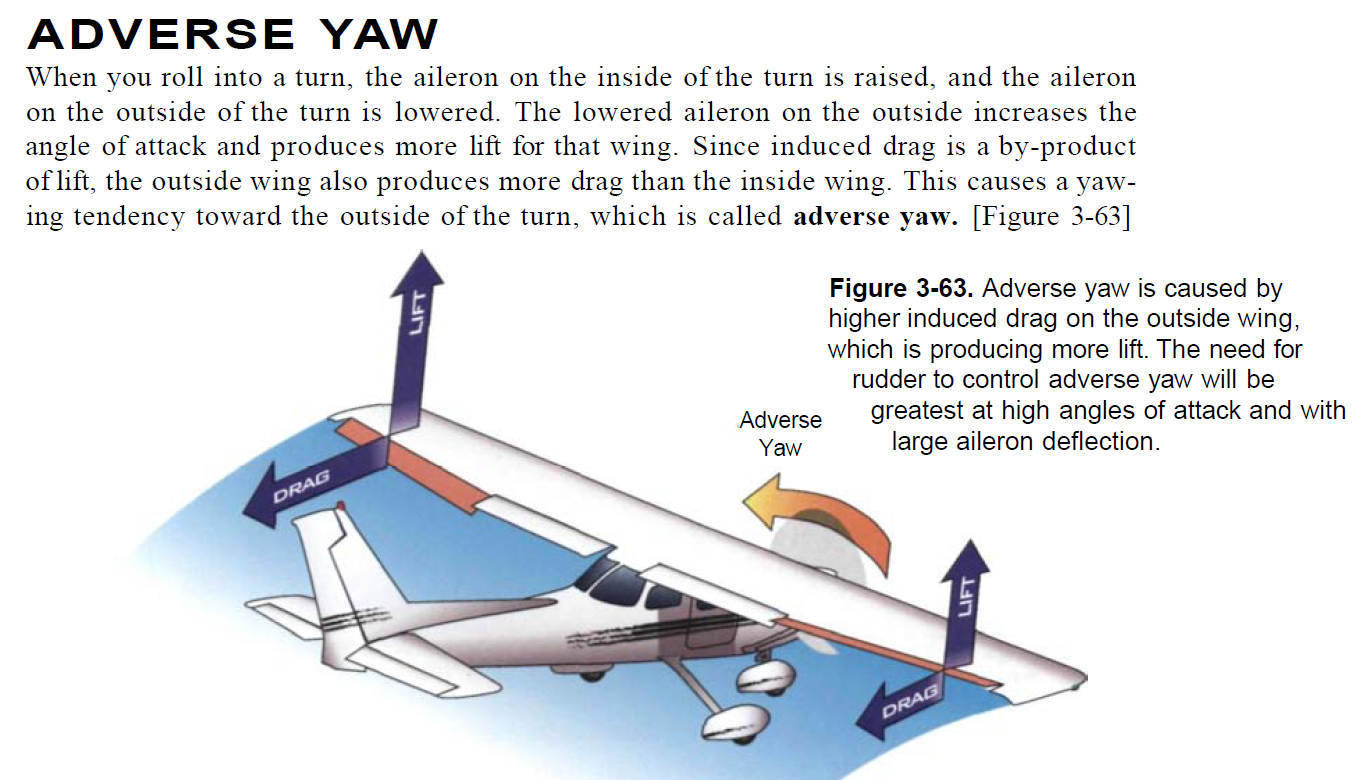 ADVERSE YAW
When you roll into a turn, the aileron on the inside of the turn is raised, and the aileron
on the outside of the turn is lowered. The lowered aileron on the outside increases the
angle of attack and produces more lift for that wing. Since induced drag is a by-product
of lift, the outside wing also produces more drag than the inside wing. This causes a yaw-
ing tendency toward the outside of the turn, which is called adverse yaw. [Figure 3-63]
Figure 3-63. Adverse yaw is caused by
higher induced drag on the outside wing,
which is producing more lift. The need for
rudder to control adverse yaw will be
greatest at high angles of attack and with
large aileron deflection.
LIFT
DRAG
Adverse
Yaw
LIFT
DRAG